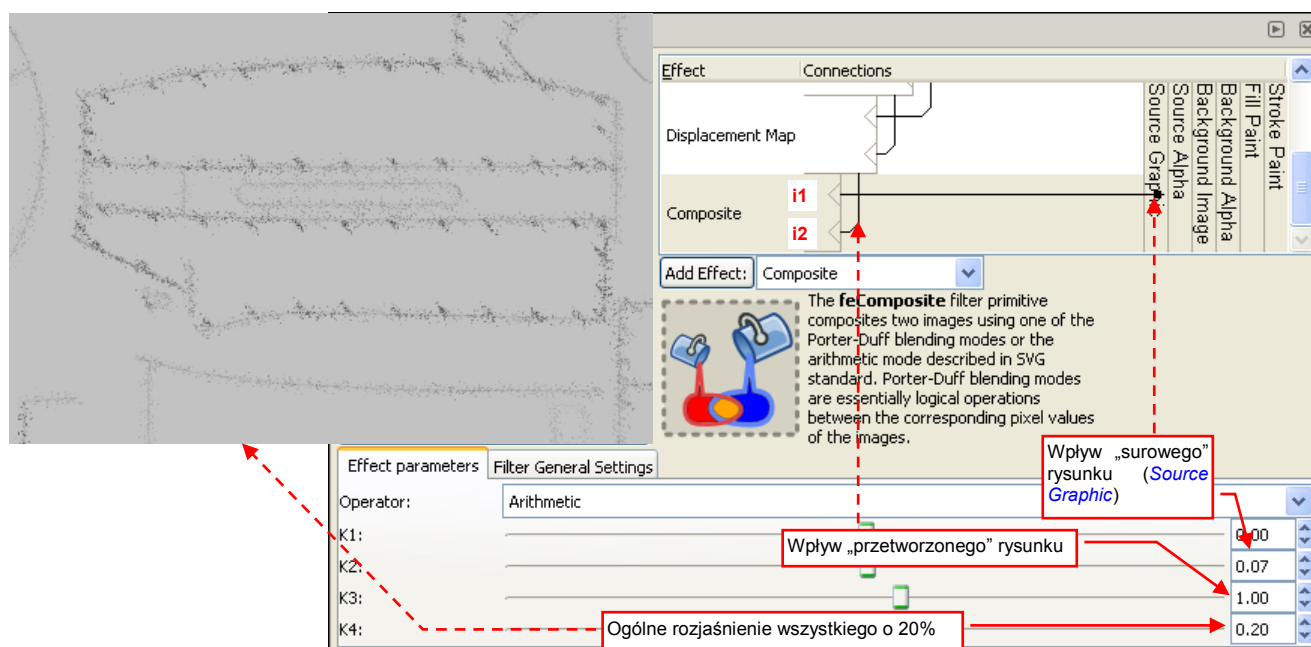 Effect Connections
Displacement Map
Composite
i1
i2
Source Graphic
Source Alpha
Background Image
Background Alpha
Fill Paint
Stroke Paint
Add Effect: Composite
The feComposite filter primitive
composites two images using one of the
Porter-Duff blending modes or the
arithmetic mode described in SVG
standard. Porter-Duff blending modes
are essentially logical operations
between the corresponding pixel values
of the images.
Wpływ „surowego”
rysunku (Source
Graphic)
Effect parameters Filter General Settings
Operator: Arithmetic
K1: 0.00
Wpływ „przetworzonego” rysunku
K2: 0.07
K3: 1.00
Ogólne rozjaśnienie wszystkiego o 20%
K4: 0.20